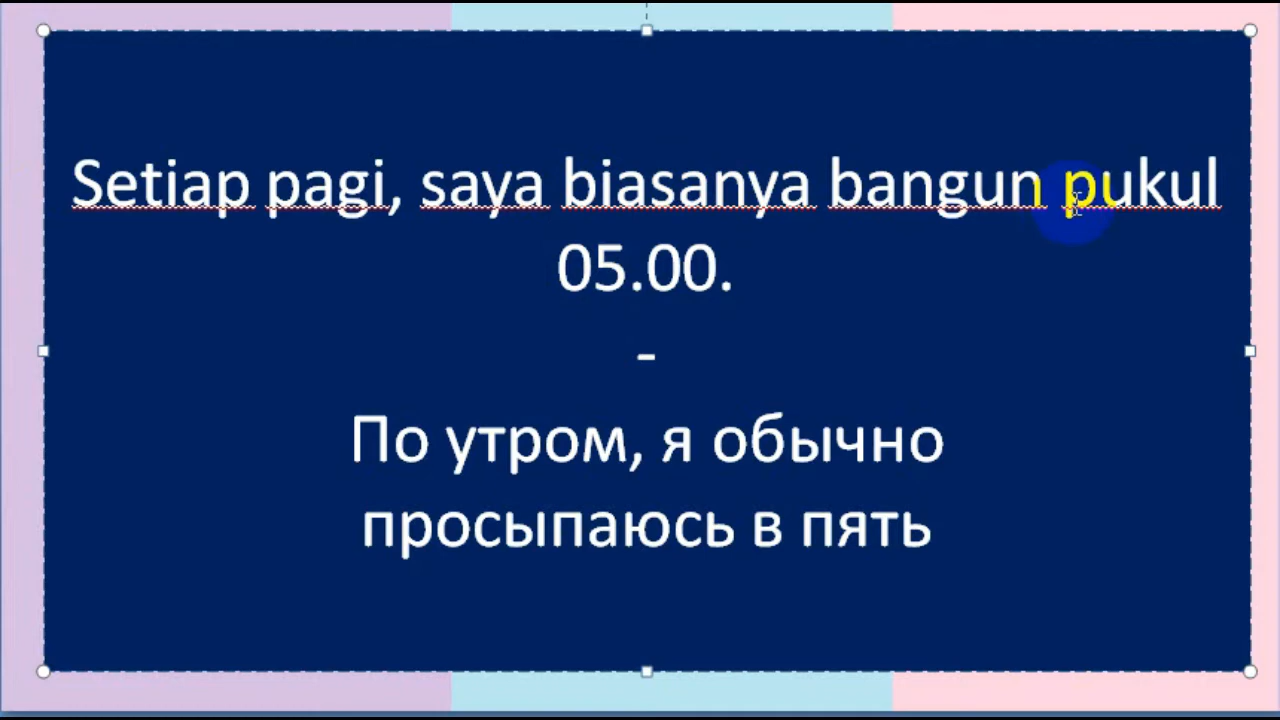 Setiap pagi, saya biasanya bangun pukul
05.00.
-
По утром, я обычно
просыпаюсь в пять